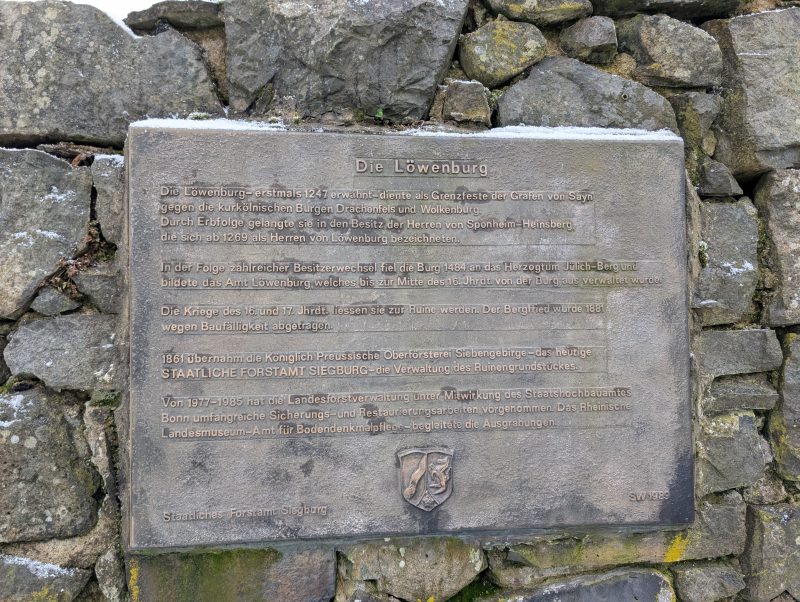 Die Löwenburg
Die Löwenburg-erstmals 1247 erwähnt-diente als Grenzfeste der Grafen von Sayn
gegen die kurkölnischen Burgen Drachenfels und Wolkenburg.
Durch Erbfolge gelangte sie in den Besitz der Herren von Sponheim-Heinsberg,
die sich ab 1269 als Herren von Löwenburg bezeichneten.
In der Folge zahlreicher Besitzerwechsel fiel die Burg 1484 an das Herzogtum Jülich-Berg und
bildete das Amt Löwenburg, welches bis zur Mitte des 16. Jhrdt. von der Burg aus verwaltet wurde.
Die Kriege des 16. und 17. Jhrdt. liessen sie zur Ruine werden. Der Bergfried wurde 1881
wegen Baufälligkeit abgetragen.
1861 übernahm die Königlich Preussische Oberförsterei Siebengebirge-das heutige
STAATLICHE FORSTAMT SIEGBURG-die Verwaltung des Ruinengrundstückes.
Von 1977-1985 hat die Landesforstverwaltung unter Mitwirkung des Staatshochbauamtes
Bonn umfangreiche Sicherungs-und Restaurierungsarbeiten vorgenommen. Das Rheinische
Landesmuseum-Amt für Bodendenkmalpflege-begleitete die Ausgrabungen.
Staatliches Forstamt Siegburg
SW 1985